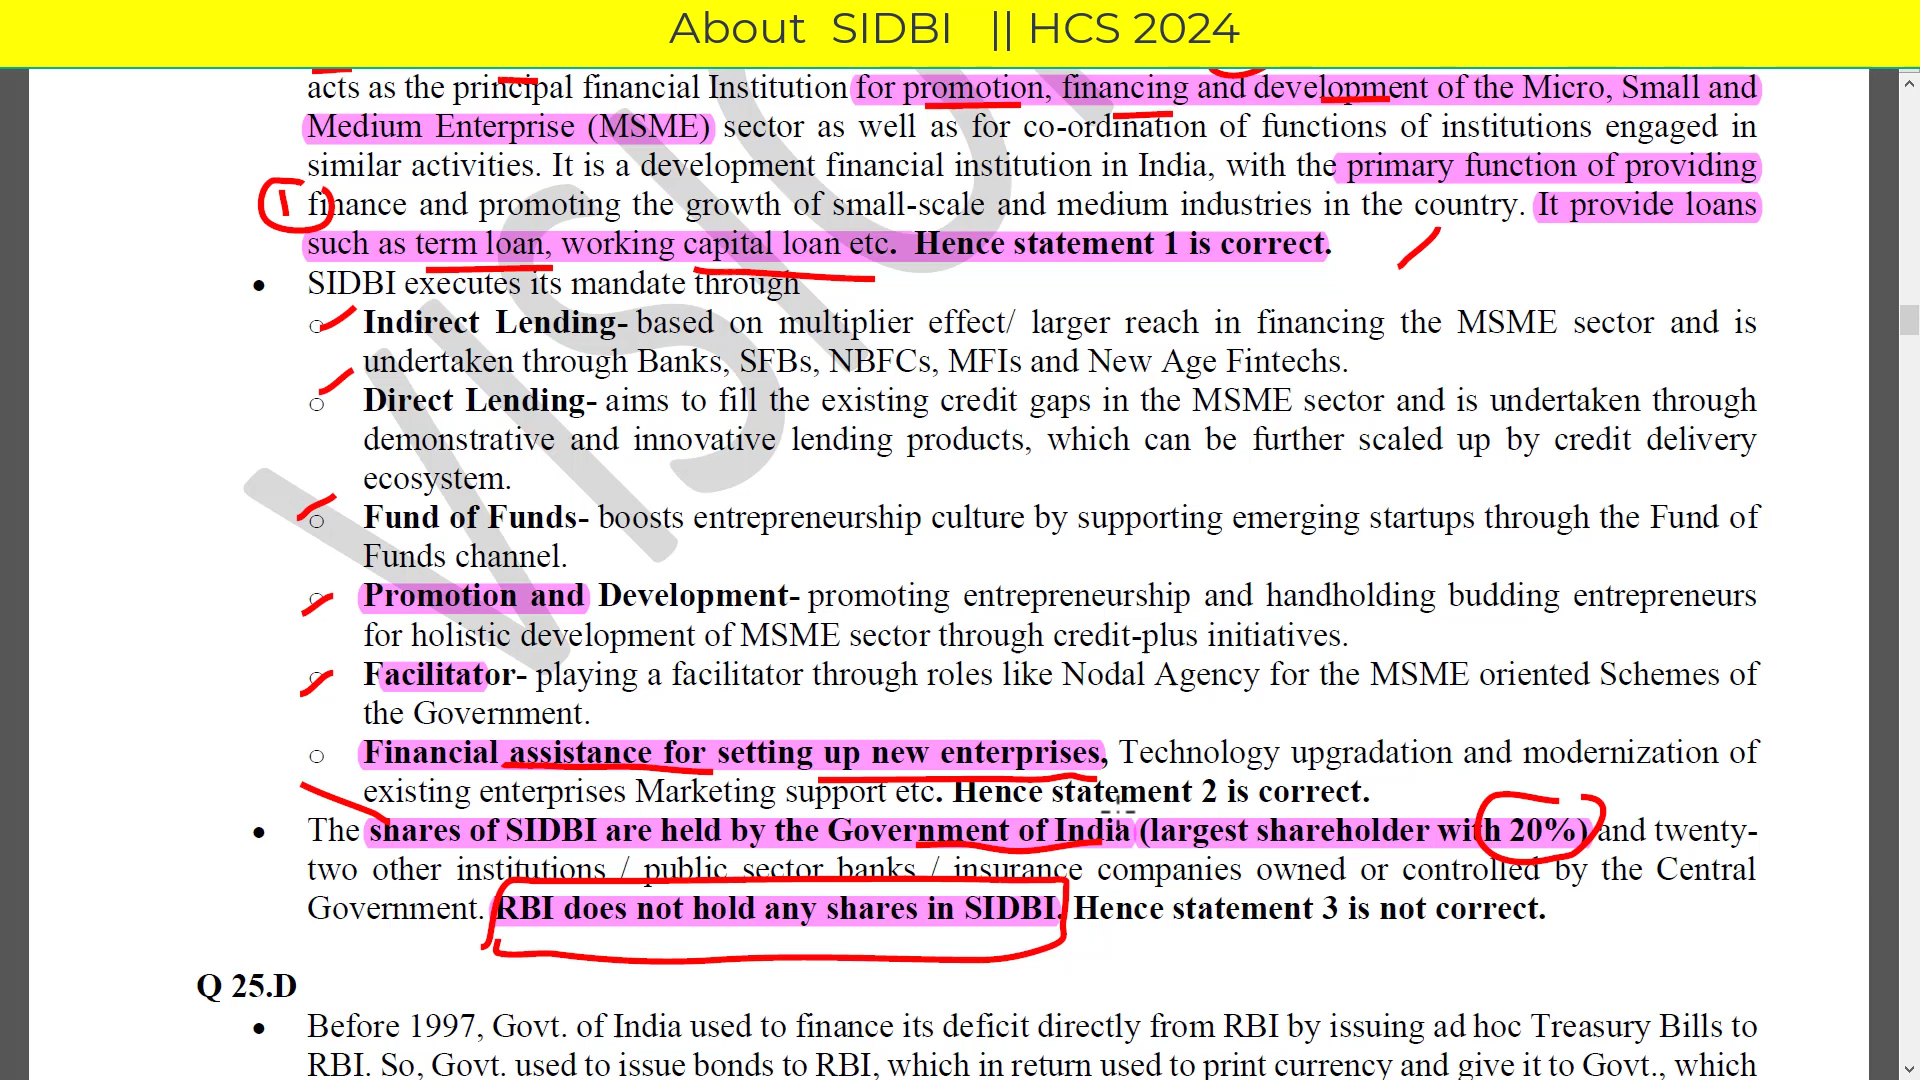 About SIDBI || HCS 2024
acts as the principal financial Institution for promotion, financing and development of the Micro, Small and
Medium Enterprise (MSME) sector as well as for co-ordination of functions of institutions engaged in
similar activities. It is a development financial institution in India, with the primary function of providing
1
finance and promoting the growth of small-scale and medium industries in the country. It provide loans
such as term loan, working capital loan etc. Hence statement 1 is correct.
• SIDBI executes its mandate through
○ Indirect Lending- based on multiplier effect/ larger reach in financing the MSME sector and is
undertaken through Banks, SFBs, NBFCs, MFIs and New Age Fintechs.
○ Direct Lending- aims to fill the existing credit gaps in the MSME sector and is undertaken through
demonstrative and innovative lending products, which can be further scaled up by credit delivery
ecosystem.
○ Fund of Funds- boosts entrepreneurship culture by supporting emerging startups through the Fund of
Funds channel.
○ Promotion and Development- promoting entrepreneurship and handholding budding entrepreneurs
for holistic development of MSME sector through credit-plus initiatives.
○ Facilitator- playing a facilitator through roles like Nodal Agency for the MSME oriented Schemes of
the Government.
○ Financial assistance for setting up new enterprises, Technology upgradation and modernization of
existing enterprises Marketing support etc. Hence statement 2 is correct.
• The shares of SIDBI are held by the Government of India (largest shareholder with 20%) and twenty-
two other institutions / public sector banks / insurance companies owned or controlled by the Central
Government. RBI does not hold any shares in SIDBI. Hence statement 3 is not correct.
Q 25.D
• Before 1997, Govt. of India used to finance its deficit directly from RBI by issuing ad hoc Treasury Bills to
RBI. So, Govt. used to issue bonds to RBI, which in return used to print currency and give it to Govt., which